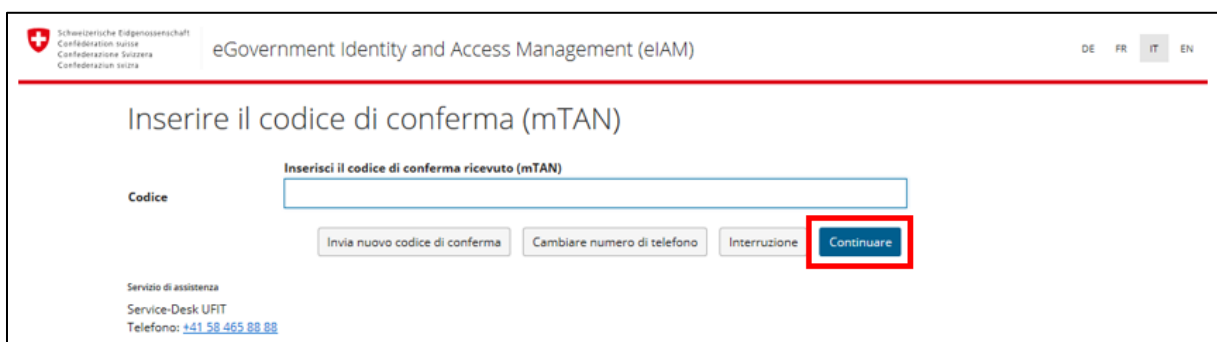 Schweizerische Eidgenossenschaft
Confédération suisse
Confederazione Svizzera
Confederaziun svizra
eGovernment Identity and Access Management (eIAM)
DE FR IT EN
Inserire il codice di conferma (mTAN)
Inserisci il codice di conferma ricevuto (mTAN)
Codice
Invia nuovo codice di conferma Cambiare numero di telefono Interruzione Continuare
Servizio di assistenza
Service-Desk UFIT
Telefono: +41 58 465 88 88